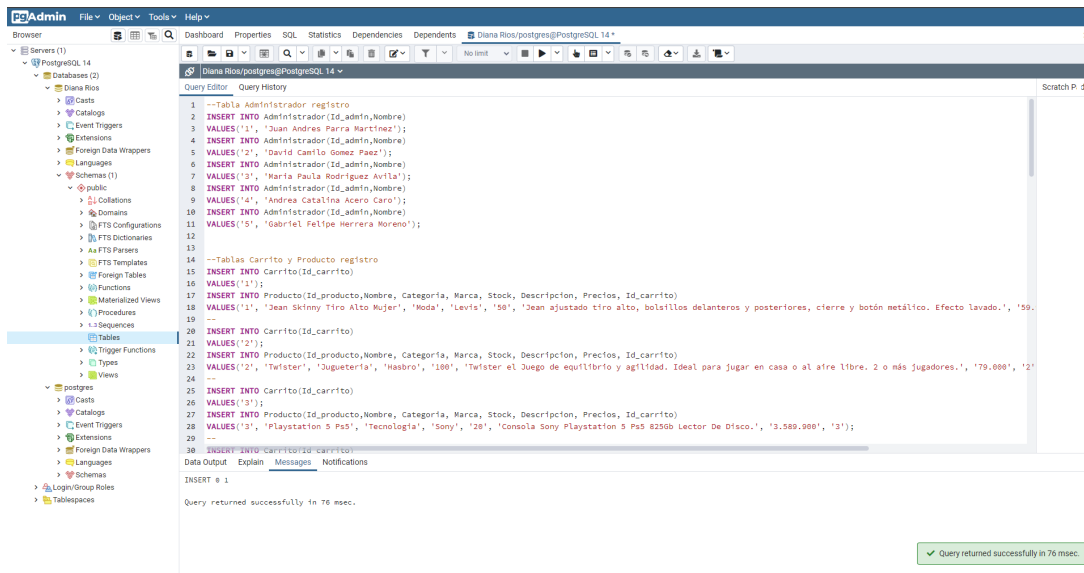 pgAdmin File Object Tools Help
Browser
Dashboard Properties SQL Statistics Dependencies Dependents Diana Rios/postgres@PostgreSQL 14 *
No limit
Diana Rios/postgres@PostgreSQL 14
Query Editor Query History
Scratch P
Servers (1)
PostgreSQL 14
Databases (2)
Diana Rios
Casts
Catalogs
Event Triggers
Extensions
Foreign Data Wrappers
Languages
Schemas (1)
public
Collations
Domains
FTS Configurations
FTS Dictionaries
FTS Parsers
FTS Templates
Foreign Tables
Functions
Materialized Views
Procedures
1..3 Sequences
Tables
Trigger Functions
Types
Views
postgres
Casts
Catalogs
Event Triggers
Extensions
Foreign Data Wrappers
Languages
Schemas
Login/Group Roles
Tablespaces
1 --Tabla Administrador registro
2 INSERT INTO Administrador(Id_admin,Nombre)
3 VALUES('1', 'Juan Andres Parra Martinez');
4 INSERT INTO Administrador(Id_admin,Nombre)
5 VALUES('2', 'David Camilo Gomez Paez');
6 INSERT INTO Administrador(Id_admin,Nombre)
7 VALUES('3', 'Maria Paula Rodriguez Avila');
8 INSERT INTO Administrador(Id_admin,Nombre)
9 VALUES('4', 'Andrea Catalina Acero Caro');
10 INSERT INTO Administrador(Id_admin,Nombre)
11 VALUES('5', 'Gabriel Felipe Herrera Moreno');
12
13
14 --Tablas Carrito y Producto registro
15 INSERT INTO Carrito(Id_carrito)
16 VALUES('1');
17 INSERT INTO Producto(Id_producto,Nombre, Categoria, Marca, Stock, Descripcion, Precios, Id_carrito)
18 VALUES('1', 'Jean Skinny Tiro Alto Mujer', 'Moda', 'Levis', '50', 'Jean ajustado tiro alto, bolsillos delanteros y posteriores, cierre y botón metálico. Efecto lavado.', '59.
19 --
20 INSERT INTO Carrito(Id_carrito)
21 VALUES('2');
22 INSERT INTO Producto(Id_producto,Nombre, Categoria, Marca, Stock, Descripcion, Precios, Id_carrito)
23 VALUES('2', 'Twister', 'Jugueteria', 'Hasbro', '100', 'Twister el Juego de equilibrio y agilidad. Ideal para jugar en casa o al aire libre. 2 o más jugadores.', '79.000', '2'
24 --
25 INSERT INTO Carrito(Id_carrito)
26 VALUES('3');
27 INSERT INTO Producto(Id_producto,Nombre, Categoria, Marca, Stock, Descripcion, Precios, Id_carrito)
28 VALUES('3', 'Playstation 5 Ps5', 'Tecnologia', 'Sony', '20', 'Consola Sony Playstation 5 Ps5 825Gb Lector De Disco.', '3.589.900', '3');
29 --
30 INSERT INTO Carrito(Id_carrito)
Data Output Explain Messages Notifications
INSERT 0 1
Query returned successfully in 76 msec.
Query returned successfully in 76 msec.